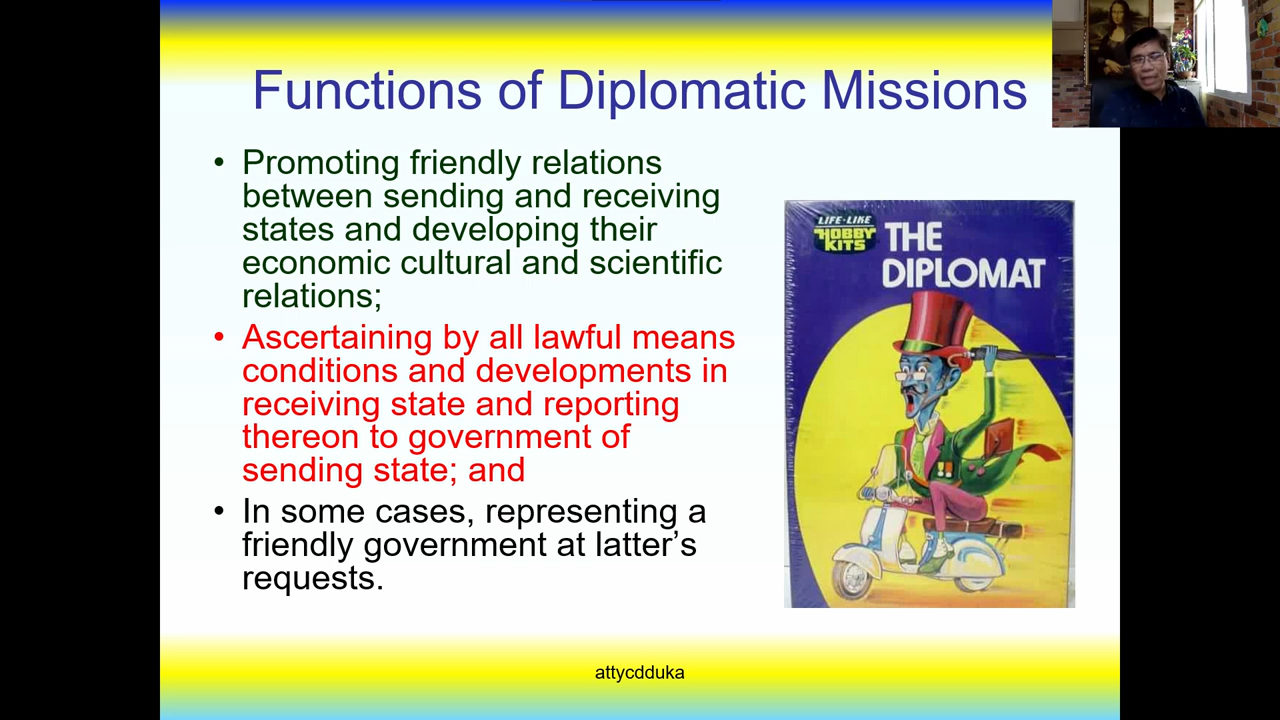 Functions of Diplomatic Missions
• Promoting friendly relations
between sending and receiving
states and developing their
economic cultural and scientific
relations;
• Ascertaining by all lawful means
conditions and developments in
receiving state and reporting
thereon to government of
sending state; and
• In some cases, representing a
friendly government at latter’s
requests.
LIFE-LIKE
HOBBY
KITS
THE
DIPLOMAT
attycdduka